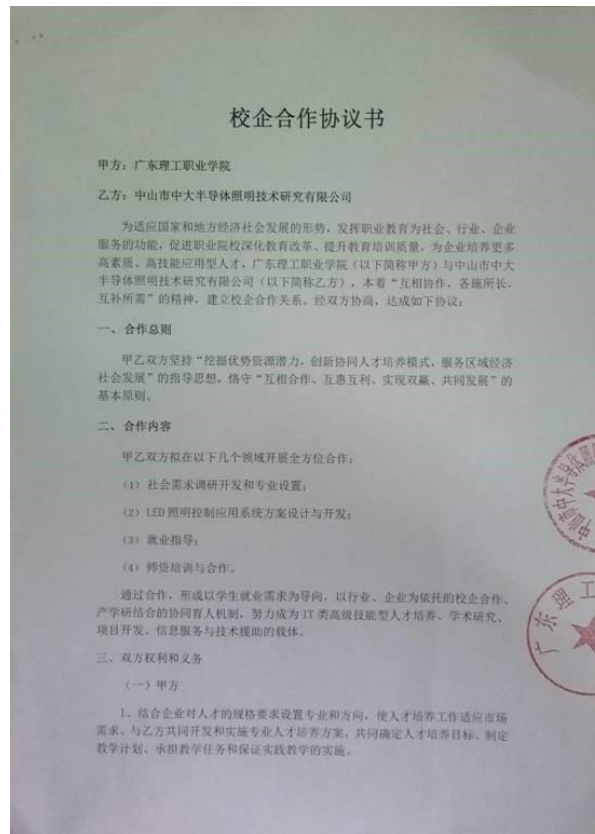 校企合作协议书
甲方：广东理工职业学院
乙方：中山市中大半导体照明技术研究有限公司
为适应国家和地方经济社会发展的形势，发挥职业教育为社会、行业、企业
服务的功能，促进职业院校深化教育改革、提升教育培训质量，为企业培养更多
高素质、高技能应用型人才，广东理工职业学院（以下简称甲方）与中山市中大
半导体照明技术研究有限公司（以下简称乙方），本着“互相协作，各施所长，
互补所需”的精神，建立校企合作关系。经双方协商，达成如下协议：
一、合作总则
甲乙双方坚持“挖掘优势资源潜力，创新协同人才培养模式，服务区域经济
社会发展”的指导思想，恪守“互相合作、互惠互利、实现双赢、共同发展”的
基本原则。
二、合作内容
甲乙双方拟在以下几个领域开展全方位合作：
（1）社会需求调研开发和专业设置；
（2）LED 照明控制应用系统方案设计与开发；
（3）就业指导；
（4）师资培训与合作。
通过合作，形成以学生就业需求为导向，以行业、企业为依托的校企合作、
产学研结合的协同育人机制，努力成为 IT 类高级技能型人才培养、学术研究、
项目开发、信息服务与技术援助的载体。
三、双方权利和义务
（一）甲方
1、结合企业对人才的规格要求设置专业和方向，使人才培养工作适应市场
需求、与乙方共同开发和实施专业人才培养方案，共同确定人才培养目标、制定
教学计划、承担教学任务和保证实践教学的实施。
中山市中大半导体照
广东理工